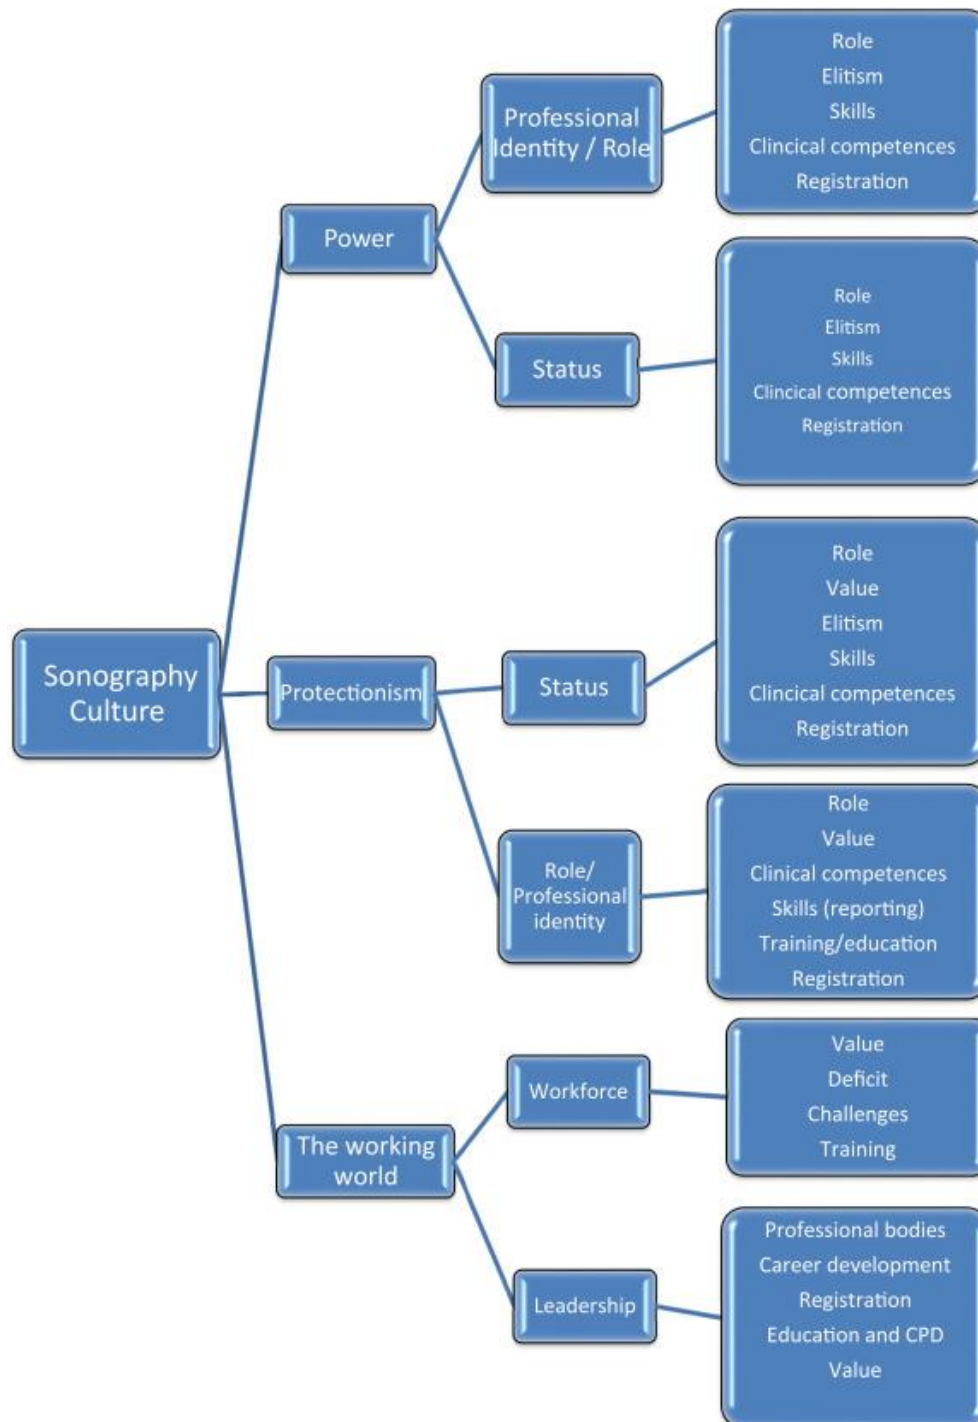 Sonography
Culture
Power
Professional
Identity / Role
Role
Elitism
Skills
Clincical competences
Registration
Status
Role
Elitism
Skills
Clincical competences
Registration
Protectionism
Status
Role
Value
Elitism
Skills
Clincical competences
Registration
Role/
Professional
identity
Role
Value
Clinical competences
Skills (reporting)
Training/education
Registration
The working
world
Workforce
Value
Deficit
Challenges
Training
Leadership
Professional bodies
Career development
Registration
Education and CPD
Value